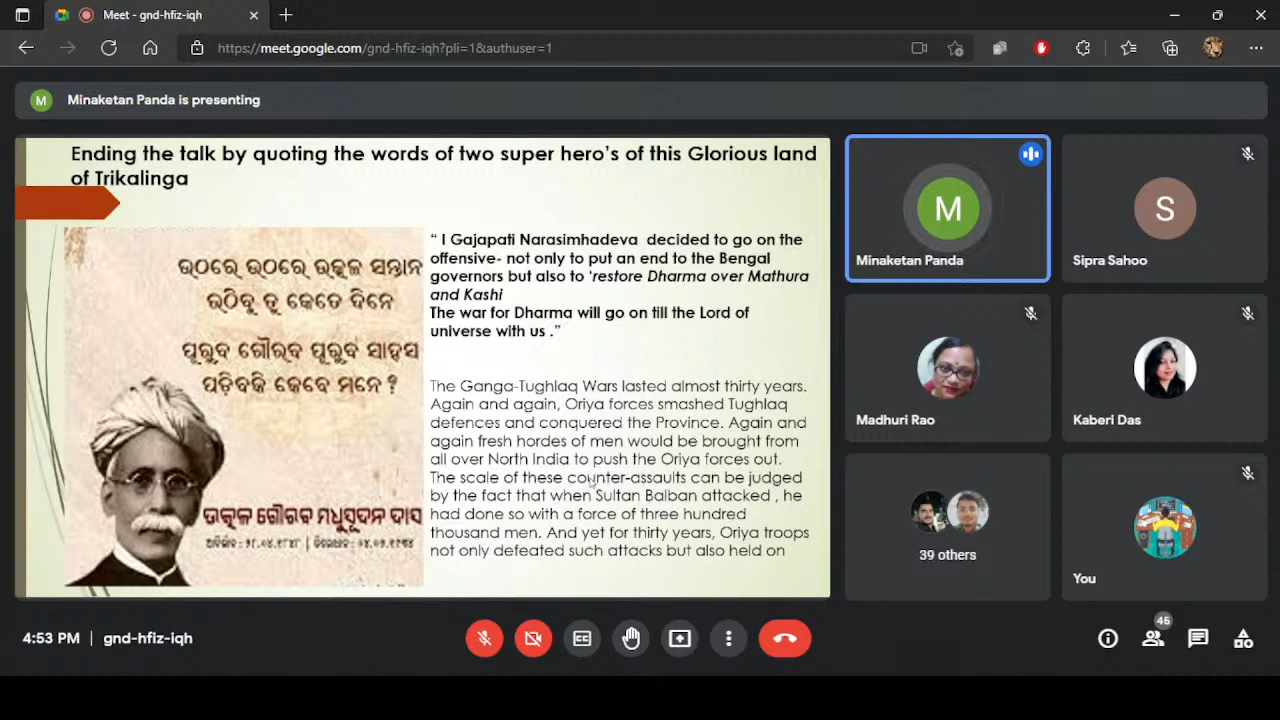 Meet - gnd-hfiz-iqh
https://meet.google.com/gnd-hfiz-iqh?pli=1&authuser=1
M
Minaketan Panda is presenting
Ending the talk by quoting the words of two super hero’s of this Glorious land
of Trikalinga
ଉଠରେ ଉଠରେ ଉତ୍କଳ ସନ୍ତାନ
ଉଠିବୁ ତୁ କେତେ ଦିନେ
ପୁରୁବ ଗୌରବ ପୁରୁବ ସାହସ
ପଡ଼ିବକି କେବେ ମନେ ?
ଉତ୍କଳ ଗୌରବ ମଧୁସୂଦନ ଦାସ
“ I Gajapati Narasimhadeva decided to go on the
offensive- not only to put an end to the Bengal
governors but also to ‘restore Dharma over Mathura
and Kashi
The war for Dharma will go on till the Lord of
universe with us .”
The Ganga-Tughlaq Wars lasted almost thirty years.
Again and again, Oriya forces smashed Tughlaq
defences and conquered the Province. Again and
again fresh hordes of men would be brought from
all over North India to push the Oriya forces out.
The scale of these counter-assaults can be judged
by the fact that when Sultan Balban attacked , he
had done so with a force of three hundred
thousand men. And yet for thirty years, Oriya troops
not only defeated such attacks but also held on
M
Minaketan Panda
S
Sipra Sahoo
Madhuri Rao
Kaberi Das
39 others
You
4:53 PM | gnd-hfiz-iqh
45